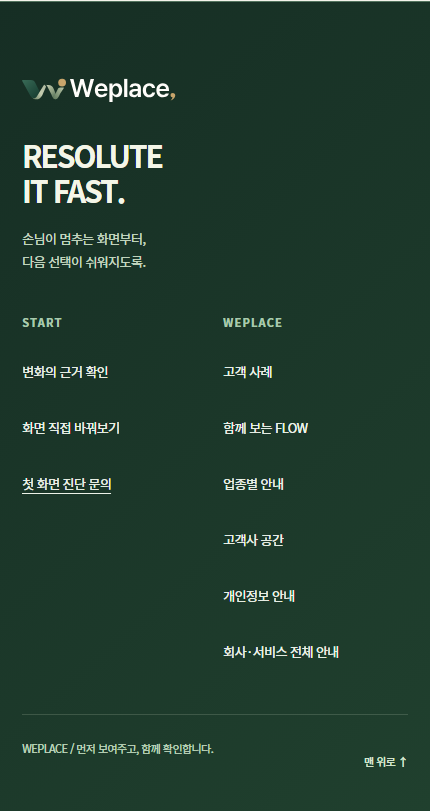 Weplace,
RESOLUTE
IT FAST.
손님이 멈추는 화면부터,
다음 선택이 쉬워지도록.
START
변화의 근거 확인
화면 직접 바꿔보기
첫 화면 진단 문의
WEPLACE
고객 사례
함께 보는 FLOW
업종별 안내
고객사 공간
개인정보 안내
회사·서비스 전체 안내
WEPLACE / 먼저 보여주고, 함께 확인합니다.
맨 위로 ↑